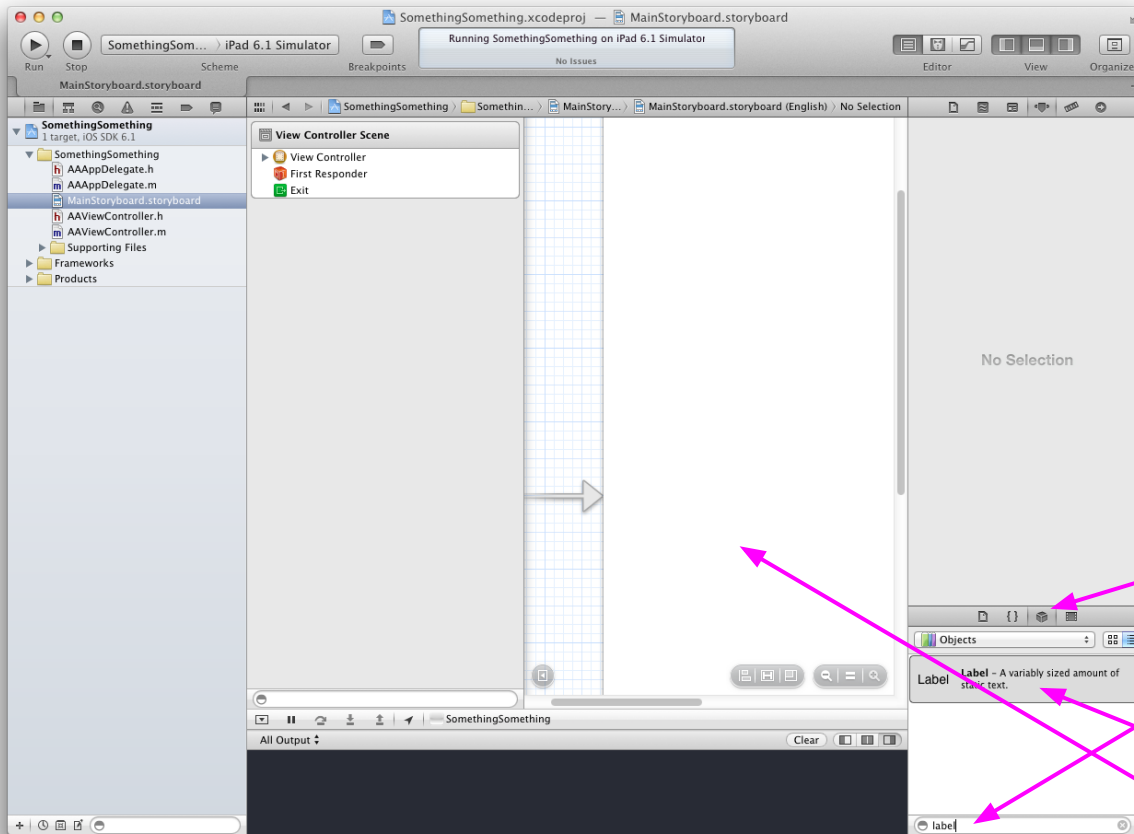 SomethingSomething.xcodeproj — MainStoryboard.storyboard
SomethingSom... iPad 6.1 Simulator
Running SomethingSomething on iPad 6.1 Simulator
No Issues
Run Stop Scheme Breakpoints Editor View Organize
MainStoryboard.storyboard
SomethingSomething Somethin... MainStory... MainStoryboard.storyboard (English) No Selection
SomethingSomething
1 target, iOS SDK 6.1
SomethingSomething
h AAAppDelegate.h
m AAAppDelegate.m
MainStoryboard.storyboard
h AAViewController.h
m AAViewController.m
Supporting Files
Frameworks
Products
View Controller Scene
View Controller
First Responder
Exit
No Selection
{ }
Objects
Label
Label – A variably sized amount of
static text.
SomethingSomething
All Output
Clear
label